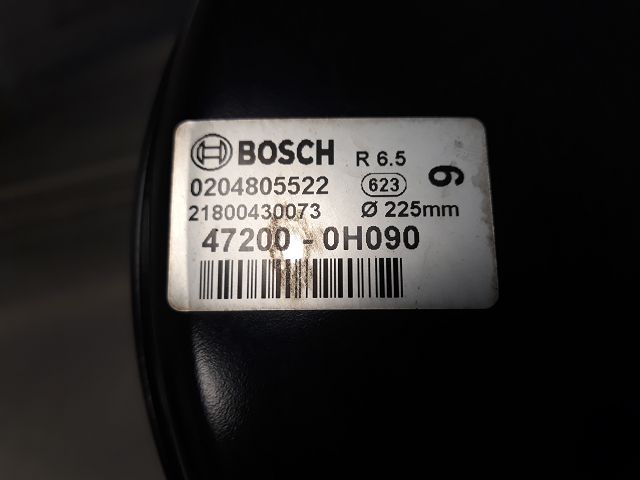 BOSCH R 6.5
0204805522 623
21800430073 Ø 225mm
47200 - 0H090
9